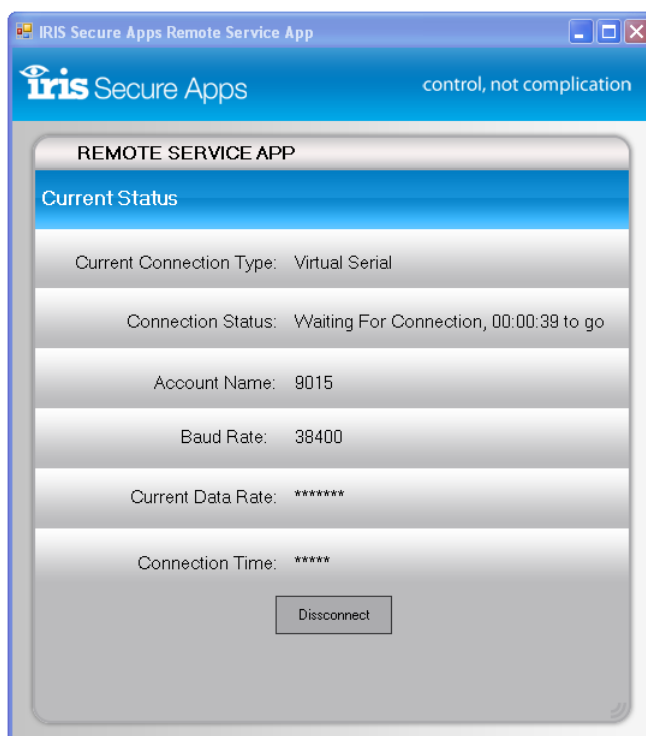 IRIS Secure Apps Remote Service App
iris Secure Apps
control, not complication
REMOTE SERVICE APP
Current Status
Current Connection Type: Virtual Serial
Connection Status: Waiting For Connection, 00:00:39 to go
Account Name: 9015
Baud Rate: 38400
Current Data Rate: *******
Connection Time: *****
Dissconnect